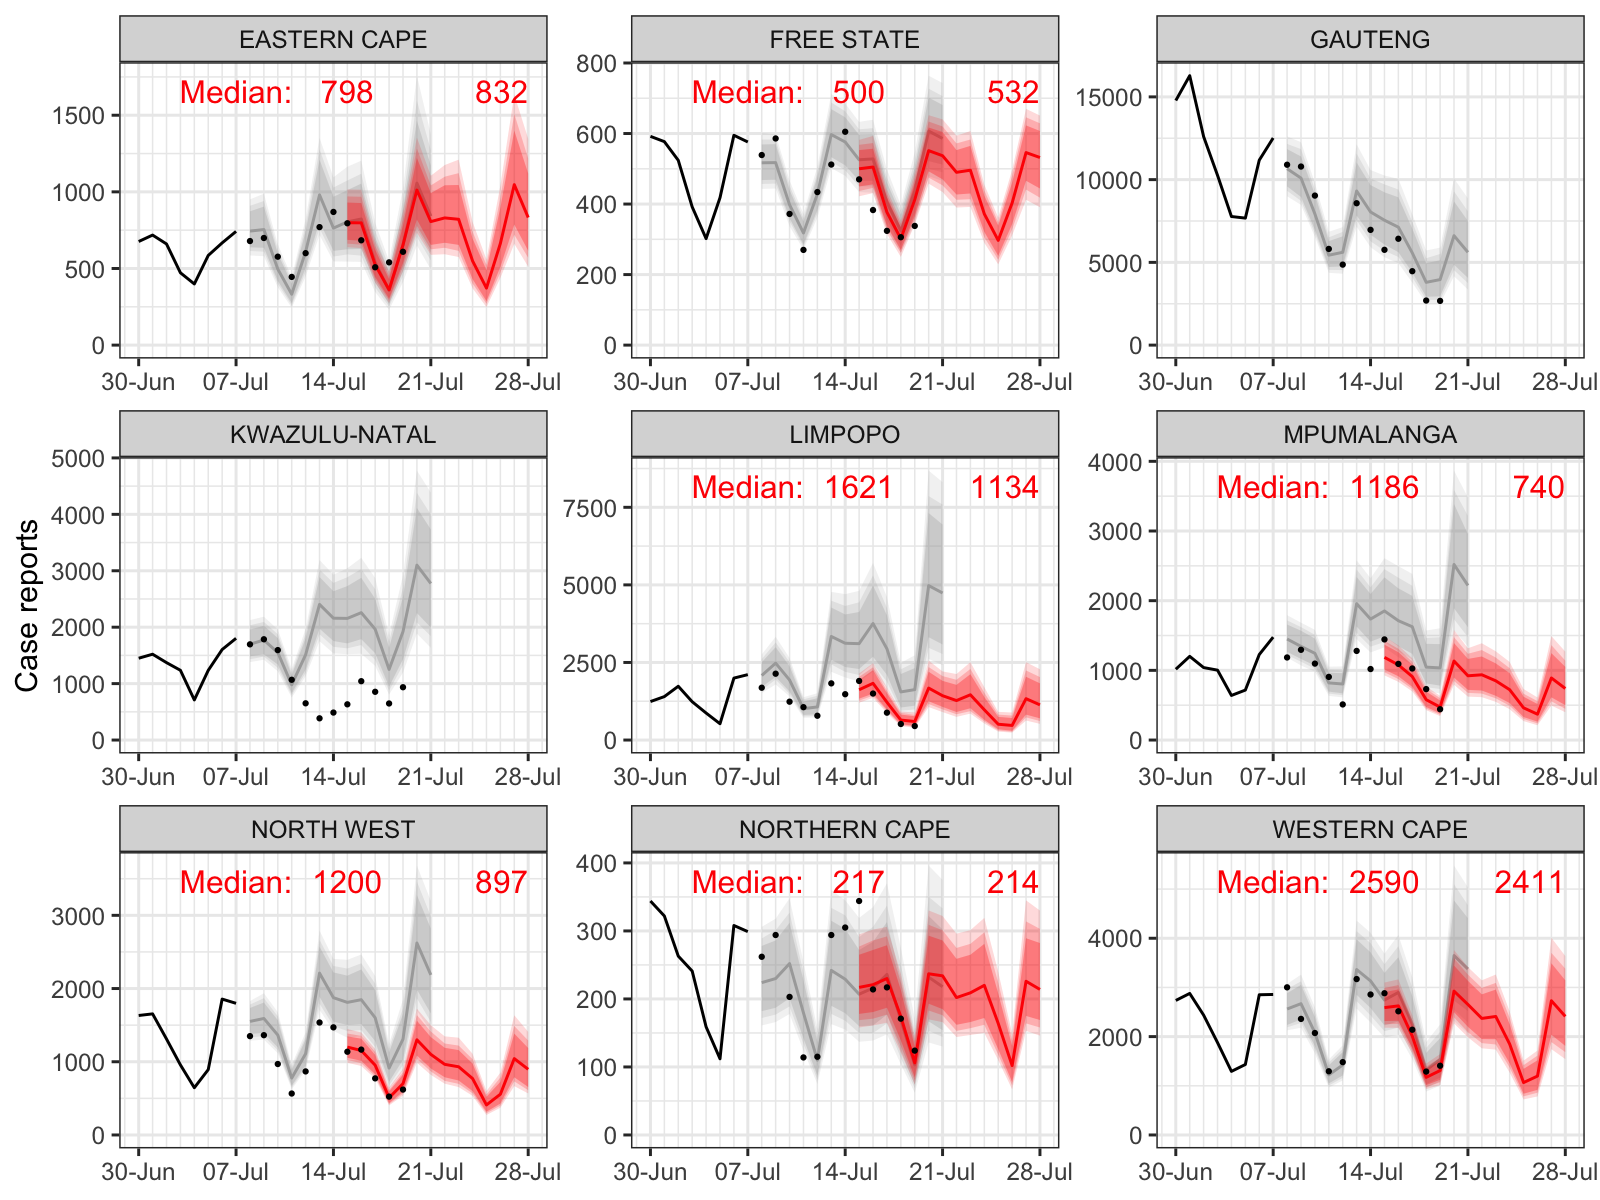 EASTERN CAPE
Median: 798 832
1500
1000
500
0
30-Jun 07-Jul 14-Jul 21-Jul 28-Jul
FREE STATE
Median: 500 532
800
600
400
200
0
30-Jun 07-Jul 14-Jul 21-Jul 28-Jul
GAUTENG
15000
10000
5000
0
30-Jun 07-Jul 14-Jul 21-Jul 28-Jul
Case reports
KWAZULU-NATAL
5000
4000
3000
2000
1000
0
30-Jun 07-Jul 14-Jul 21-Jul 28-Jul
LIMPOPO
Median: 1621 1134
7500
5000
2500
0
30-Jun 07-Jul 14-Jul 21-Jul 28-Jul
MPUMALANGA
Median: 1186 740
4000
3000
2000
1000
0
30-Jun 07-Jul 14-Jul 21-Jul 28-Jul
NORTH WEST
Median: 1200 897
3000
2000
1000
0
30-Jun 07-Jul 14-Jul 21-Jul 28-Jul
NORTHERN CAPE
Median: 217 214
400
300
200
100
0
30-Jun 07-Jul 14-Jul 21-Jul 28-Jul
WESTERN CAPE
Median: 2590 2411
4000
2000
0
30-Jun 07-Jul 14-Jul 21-Jul 28-Jul